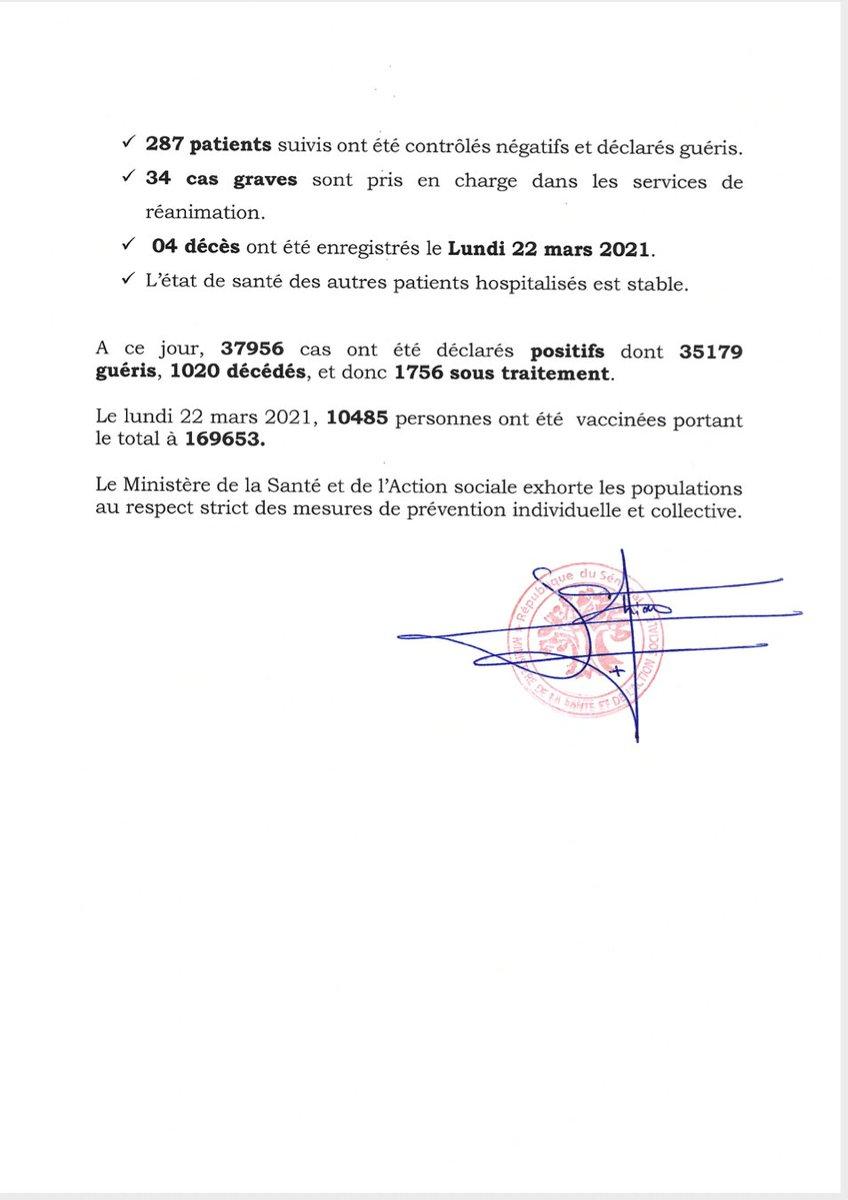 ✓ 287 patients suivis ont été contrôlés négatifs et déclarés guéris.
✓ 34 cas graves sont pris en charge dans les services de
réanimation.
✓ 04 décès ont été enregistrés le Lundi 22 mars 2021.
✓ L'état de santé des autres patients hospitalisés est stable.
A ce jour, 37956 cas ont été déclarés positifs dont 35179
guéris, 1020 décédés, et donc 1756 sous traitement.
Le lundi 22 mars 2021, 10485 personnes ont été vaccinées portant
le total à 169653.
Le Ministère de la Santé et de l'Action sociale exhorte les populations
au respect strict des mesures de prévention individuelle et collective.
République du Sénégal
MINISTERE DE LA SANTE ET DE L'ACTION SOCIALE